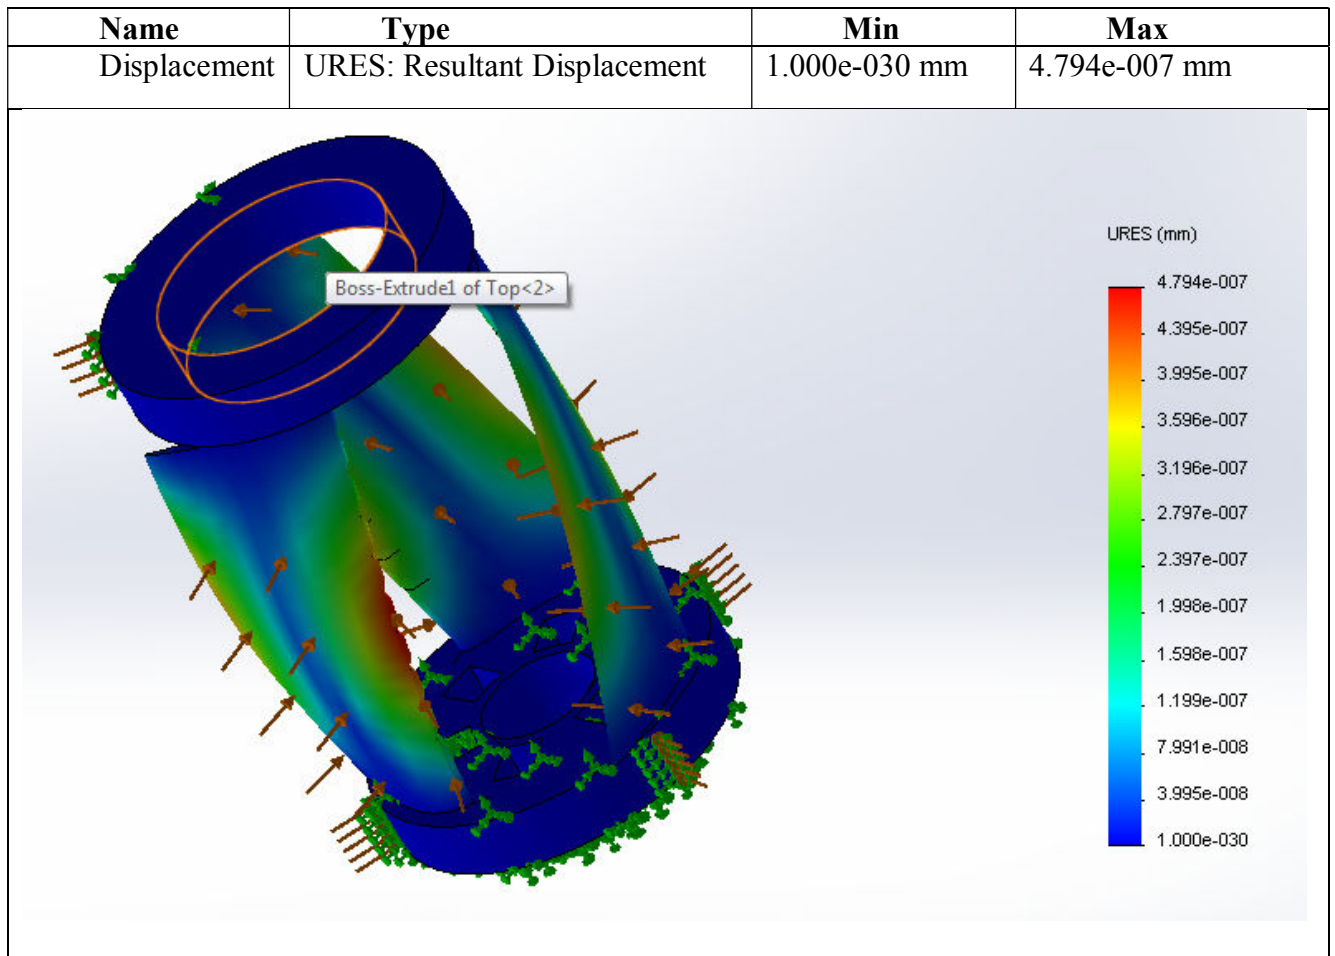 Name Type Min Max
Displacement URES: Resultant Displacement 1.000e-030 mm 4.794e-007 mm
URES (mm)
Boss-Extrude1 of Top<2>
4.794e-007
4.395e-007
3.995e-007
3.596e-007
3.196e-007
2.797e-007
2.397e-007
1.998e-007
1.598e-007
1.199e-007
7.991e-008
3.995e-008
1.000e-030